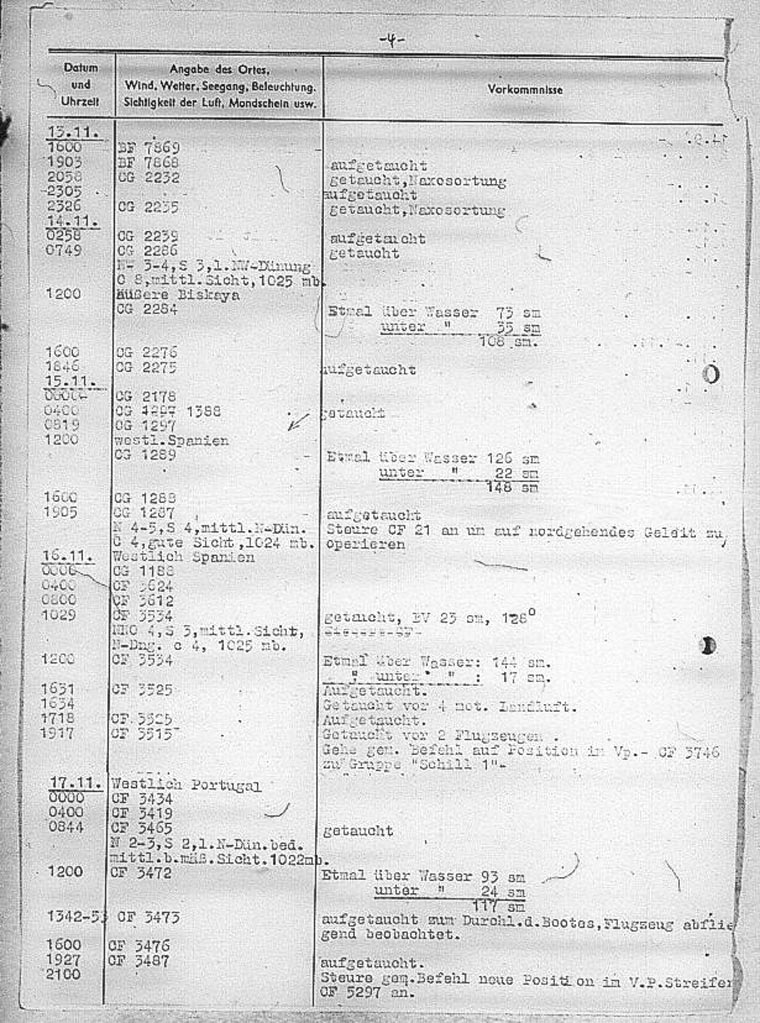 -4-
Datum und Uhrzeit
Angabe des Ortes, Wind, Wetter, Seegang, Beleuchtung. Sichtigkeit der Luft, Mondschein usw.
Vorkommnisse
13.11.
1600 BF 7869
1903 BF 7868 aufgetaucht
2058 CG 2232 getaucht, Naxosortung
2305 aufgetaucht
2326 CG 2235 getaucht, Naxosortung
14.11.
0258 CG 2239 aufgetaucht
0749 CG 2286 getaucht
N- 3-4, S 3, l.NW-Dünung
C 8, mittl. Sicht, 1025 mb.
1200 Äußere Biskaya
CG 2284 Etmal über Wasser 73 sm
unter " 35 sm
108 sm.
1600 CG 2276
1846 CG 2275 aufgetaucht
15.11.
0000 CG 2178
0400 CG 1388
0819 CG 1297 getaucht
1200 westl.Spanien
CG 1289 Etmal über Wasser 126 sm
unter " 22 sm
148 sm
1600 CG 1288
1905 CG 1287 aufgetaucht
N 4-5, S 4, mittl.N-Dün. Steure CF 21 an um auf nordgehendes Geleit zu
C 4, gute Sicht, 1024 mb. operieren
16.11. Westlich Spanien
0000 CG 1188
0400 CF 3624
0800 CF 3612
1029 CF 3534 getaucht, EV 23 sm, 128°
NNO 4, S 3, mittl. Sicht,
N-Dng. c 4, 1025 mb.
1200 CF 3534 Etmal über Wasser: 144 sm.
" unter " : 17 sm.
1631 CF 3525 Aufgetaucht.
1634 Getaucht vor 4 mot. Landluft.
1718 CF 3525 Aufgetaucht.
1917 CF 3515 Getaucht vor 2 Flugzeugen.
Gehe gem. Befehl auf Position im Vp.- CF 3746
zu Gruppe "Schill 1"-
17.11. Westlich Portugal
0000 CF 3434
0400 CF 3419
0844 CF 3465 getaucht
N 2-3, S 2, l.N-Dün.bed.
mittl.b.mäß.Sicht.1022mb.
1200 CF 3472 Etmal über Wasser 93 sm
unter " 24 sm
117 sm
1342-53 CF 3473 aufgetaucht zum Durchl.d.Bootes, Flugzeug abflie
gend beobachtet.
1600 CF 3476
1927 CF 3487 aufgetaucht.
2100 Steure gem.Befehl neue Position im V.P.Streifen
CF 5297 an.